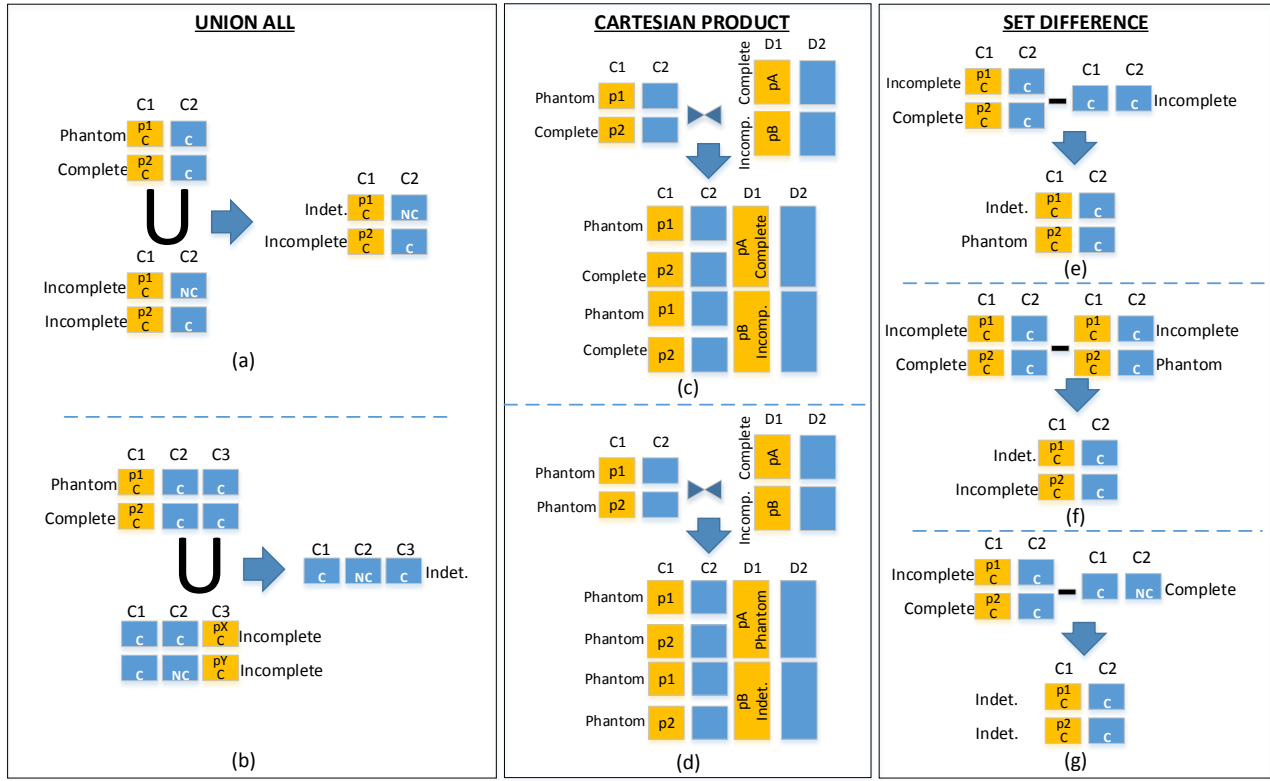 UNION ALL
C1 C2
Phantom p1 C C
Complete p2 C C
C1 C2
Indet. p1 C NC
Incomplete p2 C C
C1 C2
Incomplete p1 C NC
Incomplete p2 C C
(a)
C1 C2 C3
Phantom p1 C C C
Complete p2 C C C
C1 C2 C3
C NC C Indet.
C1 C2 C3
C C pX C Incomplete
C NC pY C Incomplete
(b)
CARTESIAN PRODUCT
C1 C2
Phantom p1
Complete p2
D1 D2
Complete pA
Incomp. pB
C1 C2 D1 D2
Phantom p1
Complete p2
pA Complete
Phantom p1
Complete p2
pB Incomp.
(c)
C1 C2
Phantom p1
Phantom p2
D1 D2
Complete pA
Incomp. pB
C1 C2 D1 D2
Phantom p1
Phantom p2
pA Phantom
Phantom p1
Phantom p2
pB Indet.
(d)
SET DIFFERENCE
C1 C2
Incomplete p1 C C
Complete p2 C C
C1 C2
C C Incomplete
C1 C2
Indet. p1 C C
Phantom p2 C C
(e)
C1 C2 C1 C2
Incomplete p1 C C p1 C C Incomplete
Complete p2 C C p2 C C Phantom
C1 C2
Indet. p1 C C
Incomplete p2 C C
(f)
C1 C2
Incomplete p1 C C
Complete p2 C C
C1 C2
C NC Complete
C1 C2
Indet. p1 C C
Indet. p2 C C
(g)